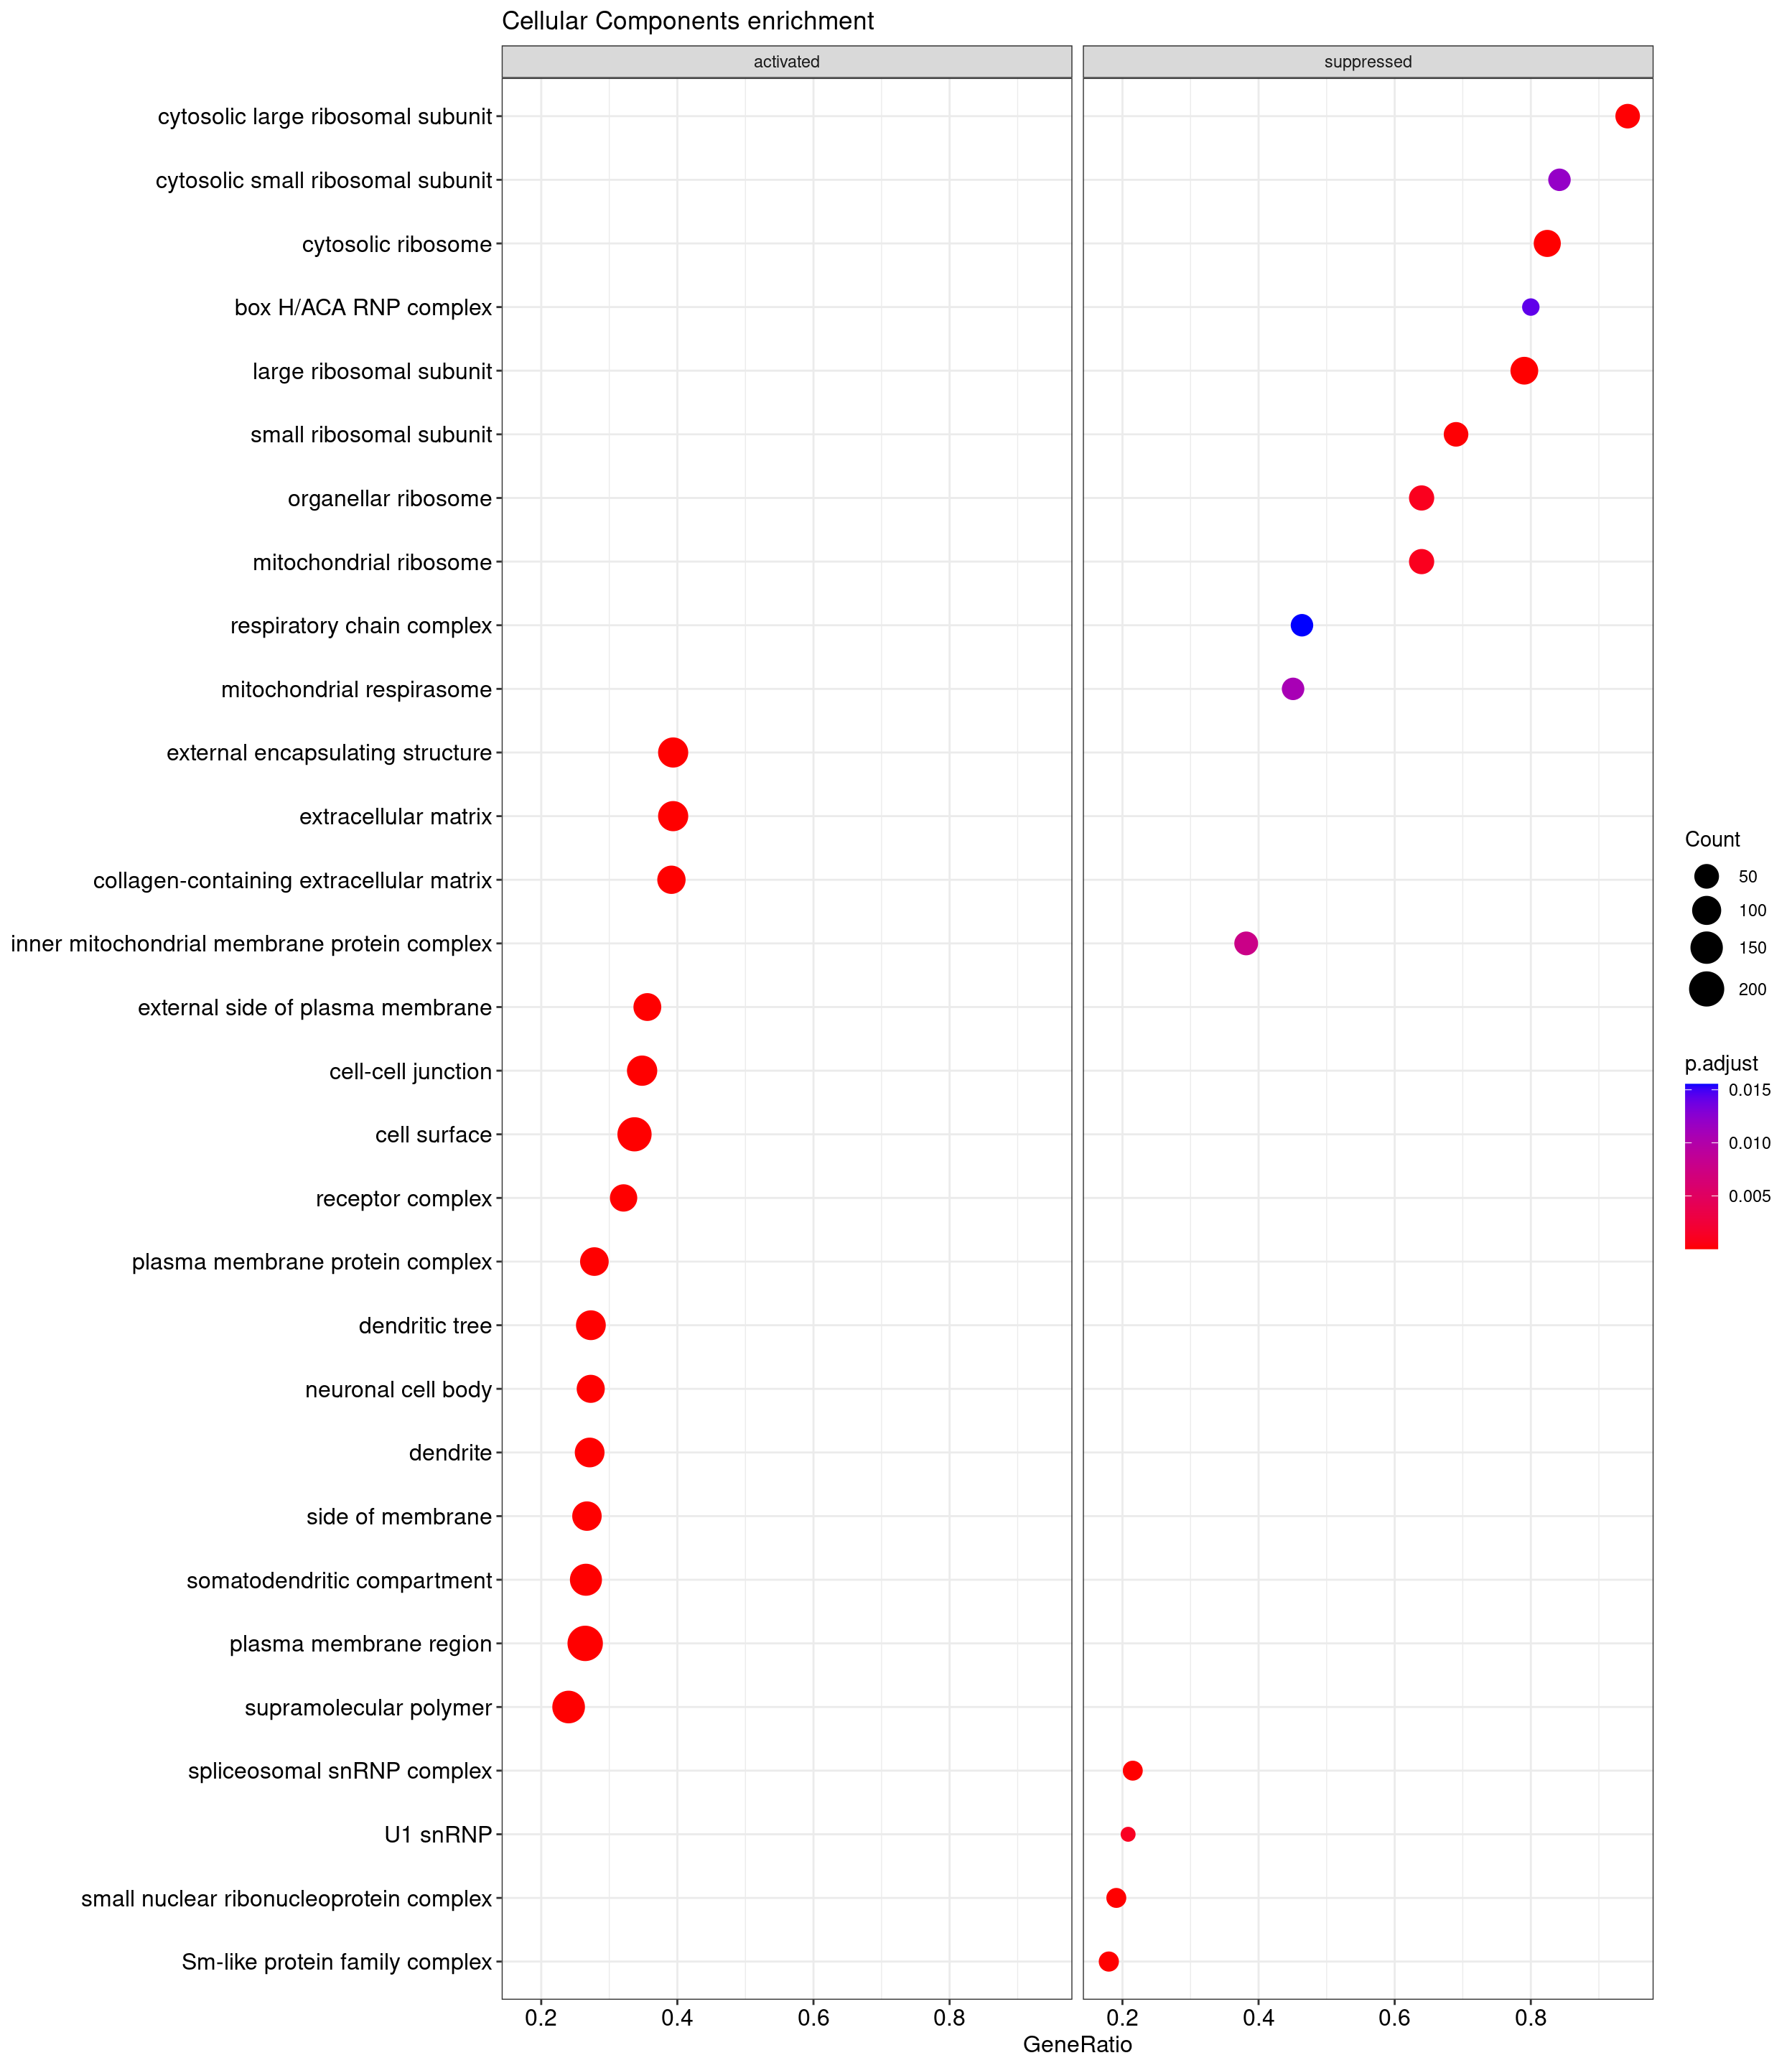 Cellular Components enrichment
activated
suppressed
cytosolic large ribosomal subunit
cytosolic small ribosomal subunit
cytosolic ribosome
box H/ACA RNP complex
large ribosomal subunit
small ribosomal subunit
organellar ribosome
mitochondrial ribosome
respiratory chain complex
mitochondrial respirasome
external encapsulating structure
extracellular matrix
collagen-containing extracellular matrix
inner mitochondrial membrane protein complex
external side of plasma membrane
cell-cell junction
cell surface
receptor complex
plasma membrane protein complex
dendritic tree
neuronal cell body
dendrite
side of membrane
somatodendritic compartment
plasma membrane region
supramolecular polymer
spliceosomal snRNP complex
U1 snRNP
small nuclear ribonucleoprotein complex
Sm-like protein family complex
0.2 0.4 0.6 0.8
0.2 0.4 0.6 0.8
GeneRatio
Count
50
100
150
200
p.adjust
0.015
0.010
0.005